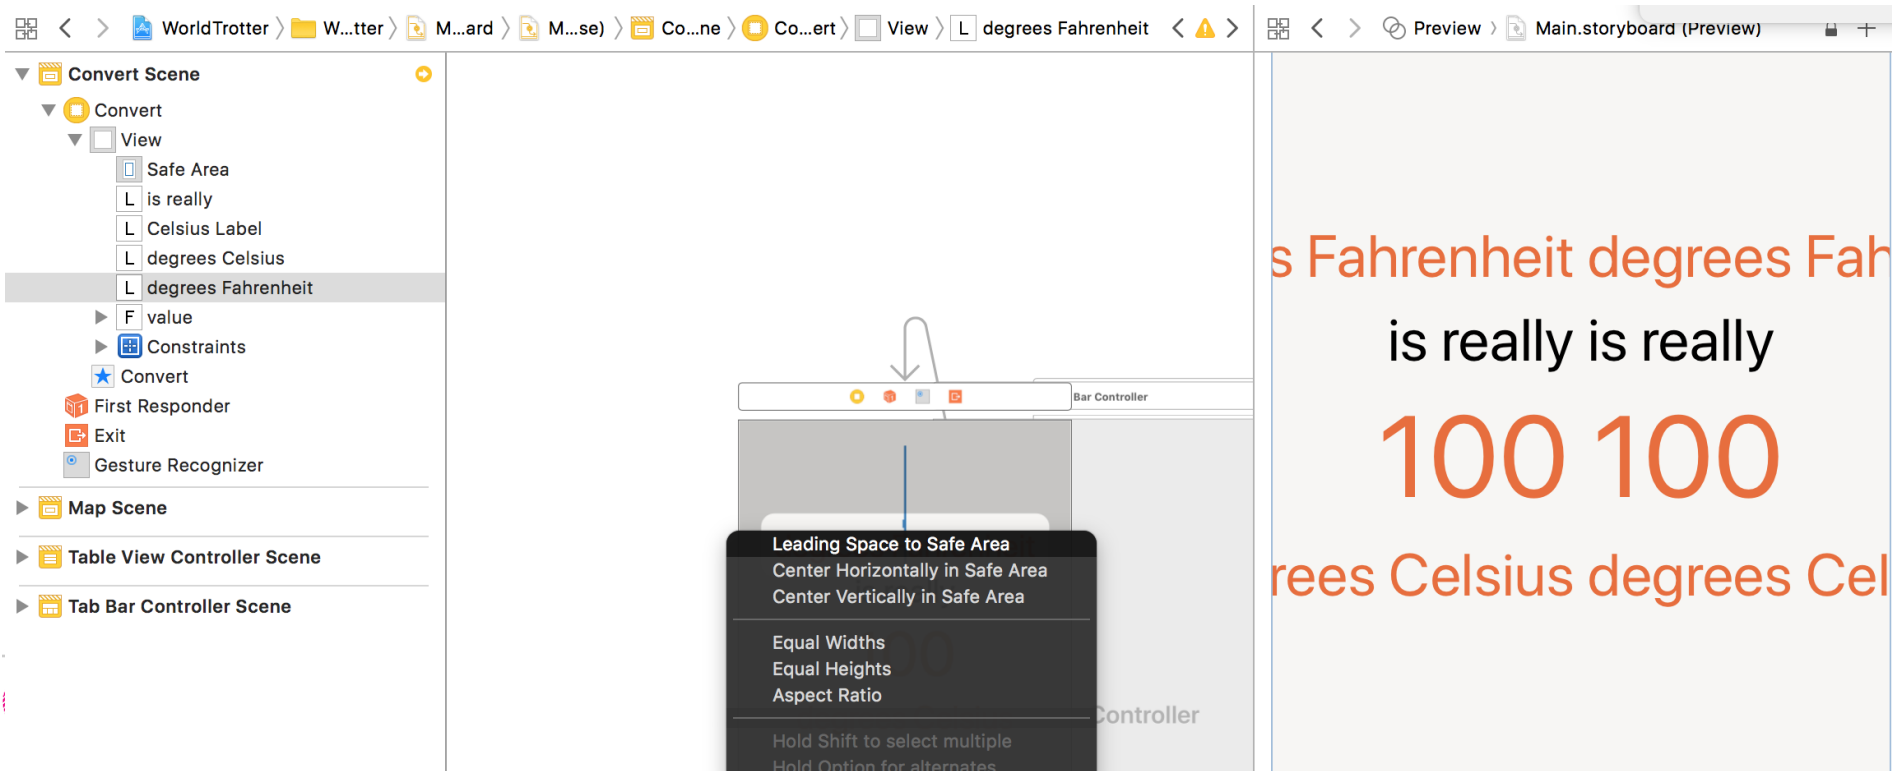 WorldTrotter W...tter M...ard M...se) Co...ne Co...ert View L degrees Fahrenheit
Preview Main.storyboard (Preview)
Convert Scene
Convert
View
Safe Area
L is really
L Celsius Label
L degrees Celsius
L degrees Fahrenheit
F value
Constraints
Convert
First Responder
Exit
Gesture Recognizer
Map Scene
Table View Controller Scene
Tab Bar Controller Scene
Bar Controller
Leading Space to Safe Area
Center Horizontally in Safe Area
Center Vertically in Safe Area
Equal Widths
Equal Heights
Aspect Ratio
Hold Shift to select multiple
Hold Option for alternates
Controller
s Fahrenheit degrees Fah
is really is really
100 100
rees Celsius degrees Cel